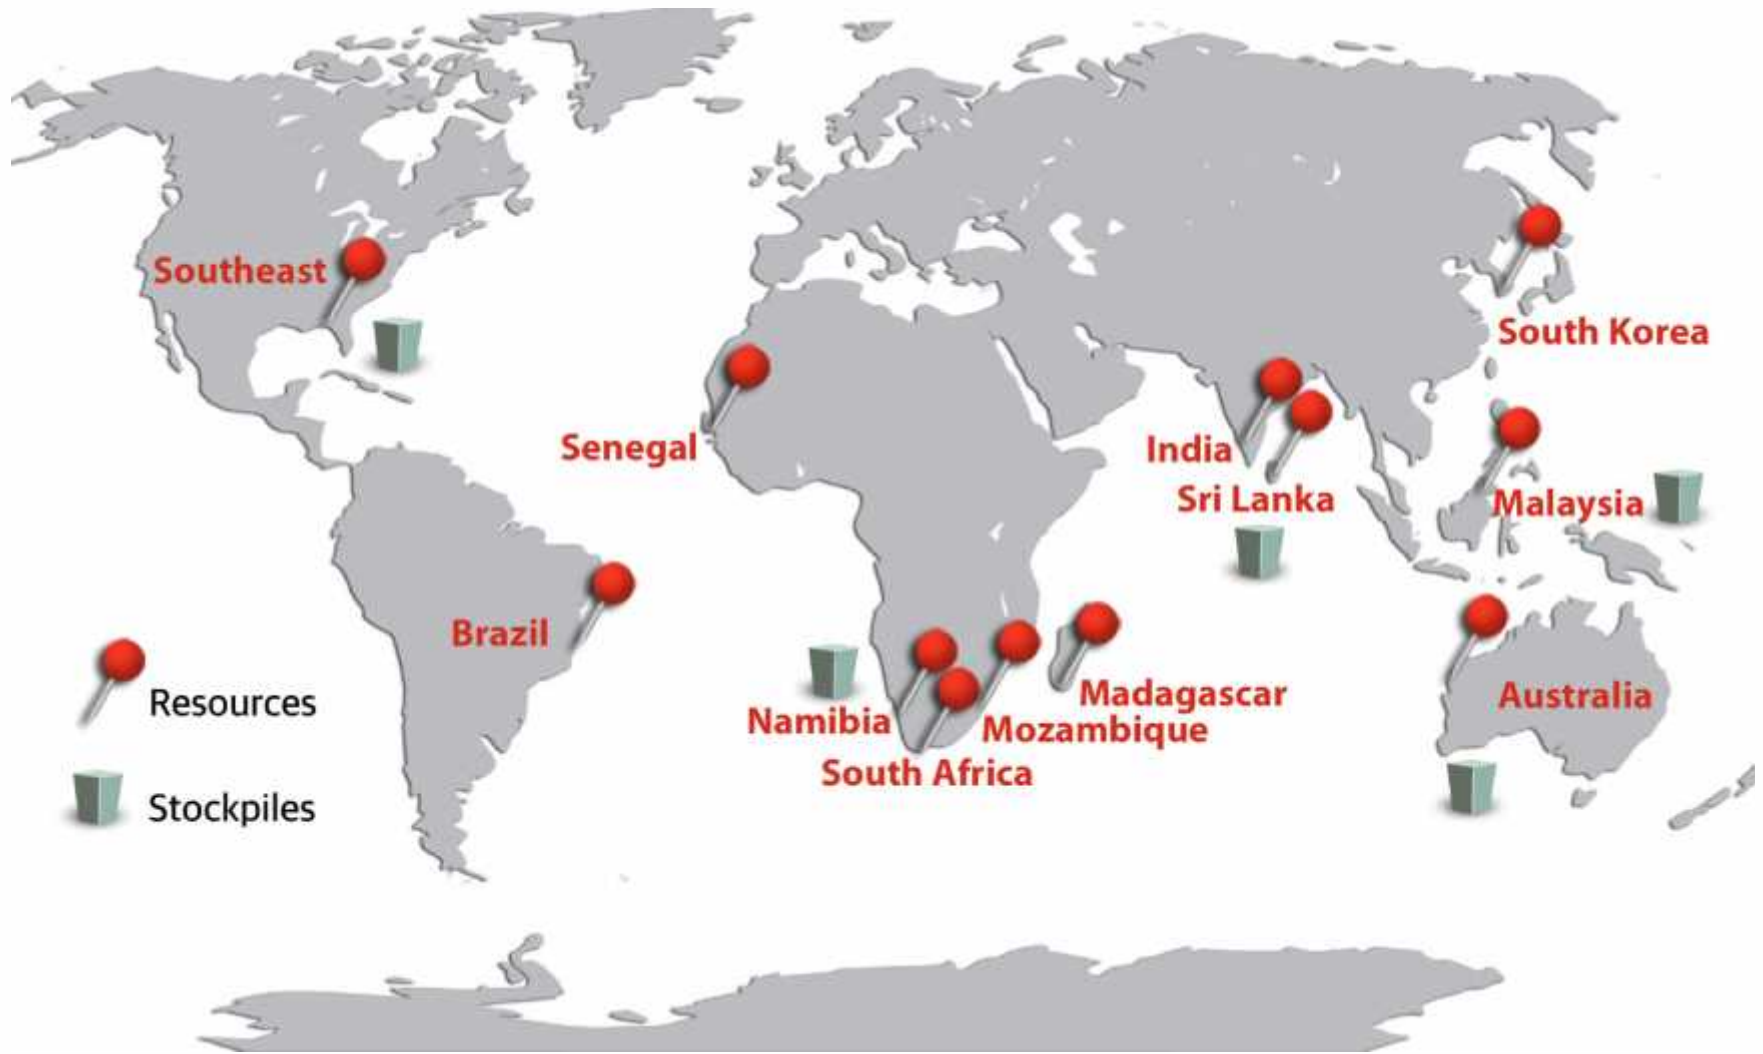 Southeast
South Korea
Senegal
India
Sri Lanka
Malaysia
Brazil
Resources
Namibia
Madagascar
Mozambique
Australia
South Africa
Stockpiles